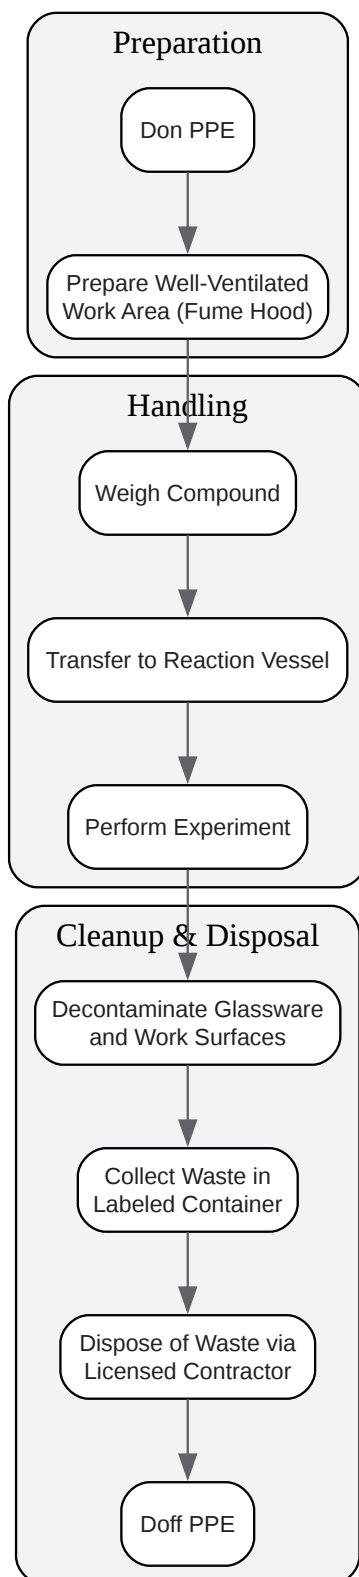 Preparation
Don PPE
Prepare Well-Ventilated
Work Area (Fume Hood)
Handling
Weigh Compound
Transfer to Reaction Vessel
Perform Experiment
Cleanup & Disposal
Decontaminate Glassware
and Work Surfaces
Collect Waste in
Labeled Container
Dispose of Waste via
Licensed Contractor
Doff PPE